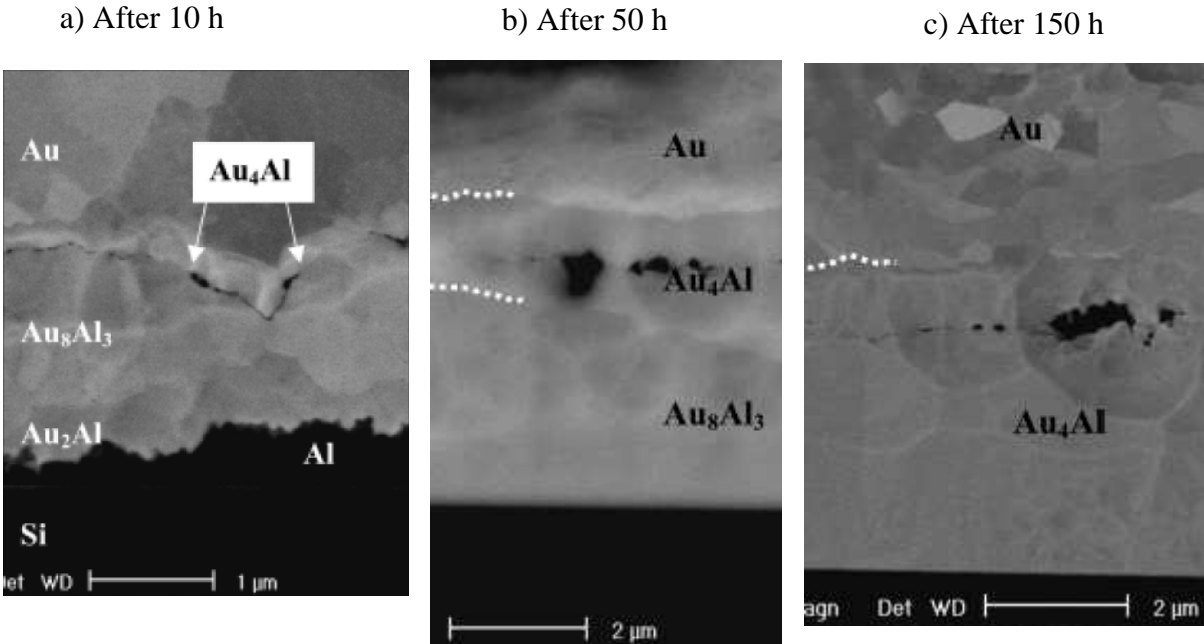 a) After 10 h
b) After 50 h
c) After 150 h
Au
Au₄Al
Au₈Al₃
Au₂Al
Al
Si
et WD
1 μm
Au
Au₄Al
Au₈Al₃
2 μm
Au
Au₄Al
agn Det WD
2 μm